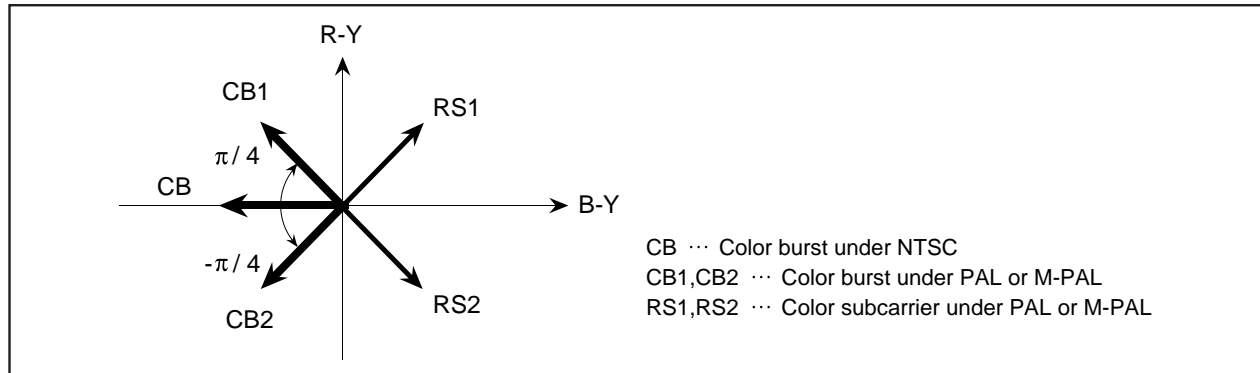 R-Y
CB1
RS1
π / 4
CB
B-Y
-π / 4
CB2
RS2
CB ··· Color burst under NTSC
CB1,CB2 ··· Color burst under PAL or M-PAL
RS1,RS2 ··· Color subcarrier under PAL or M-PAL